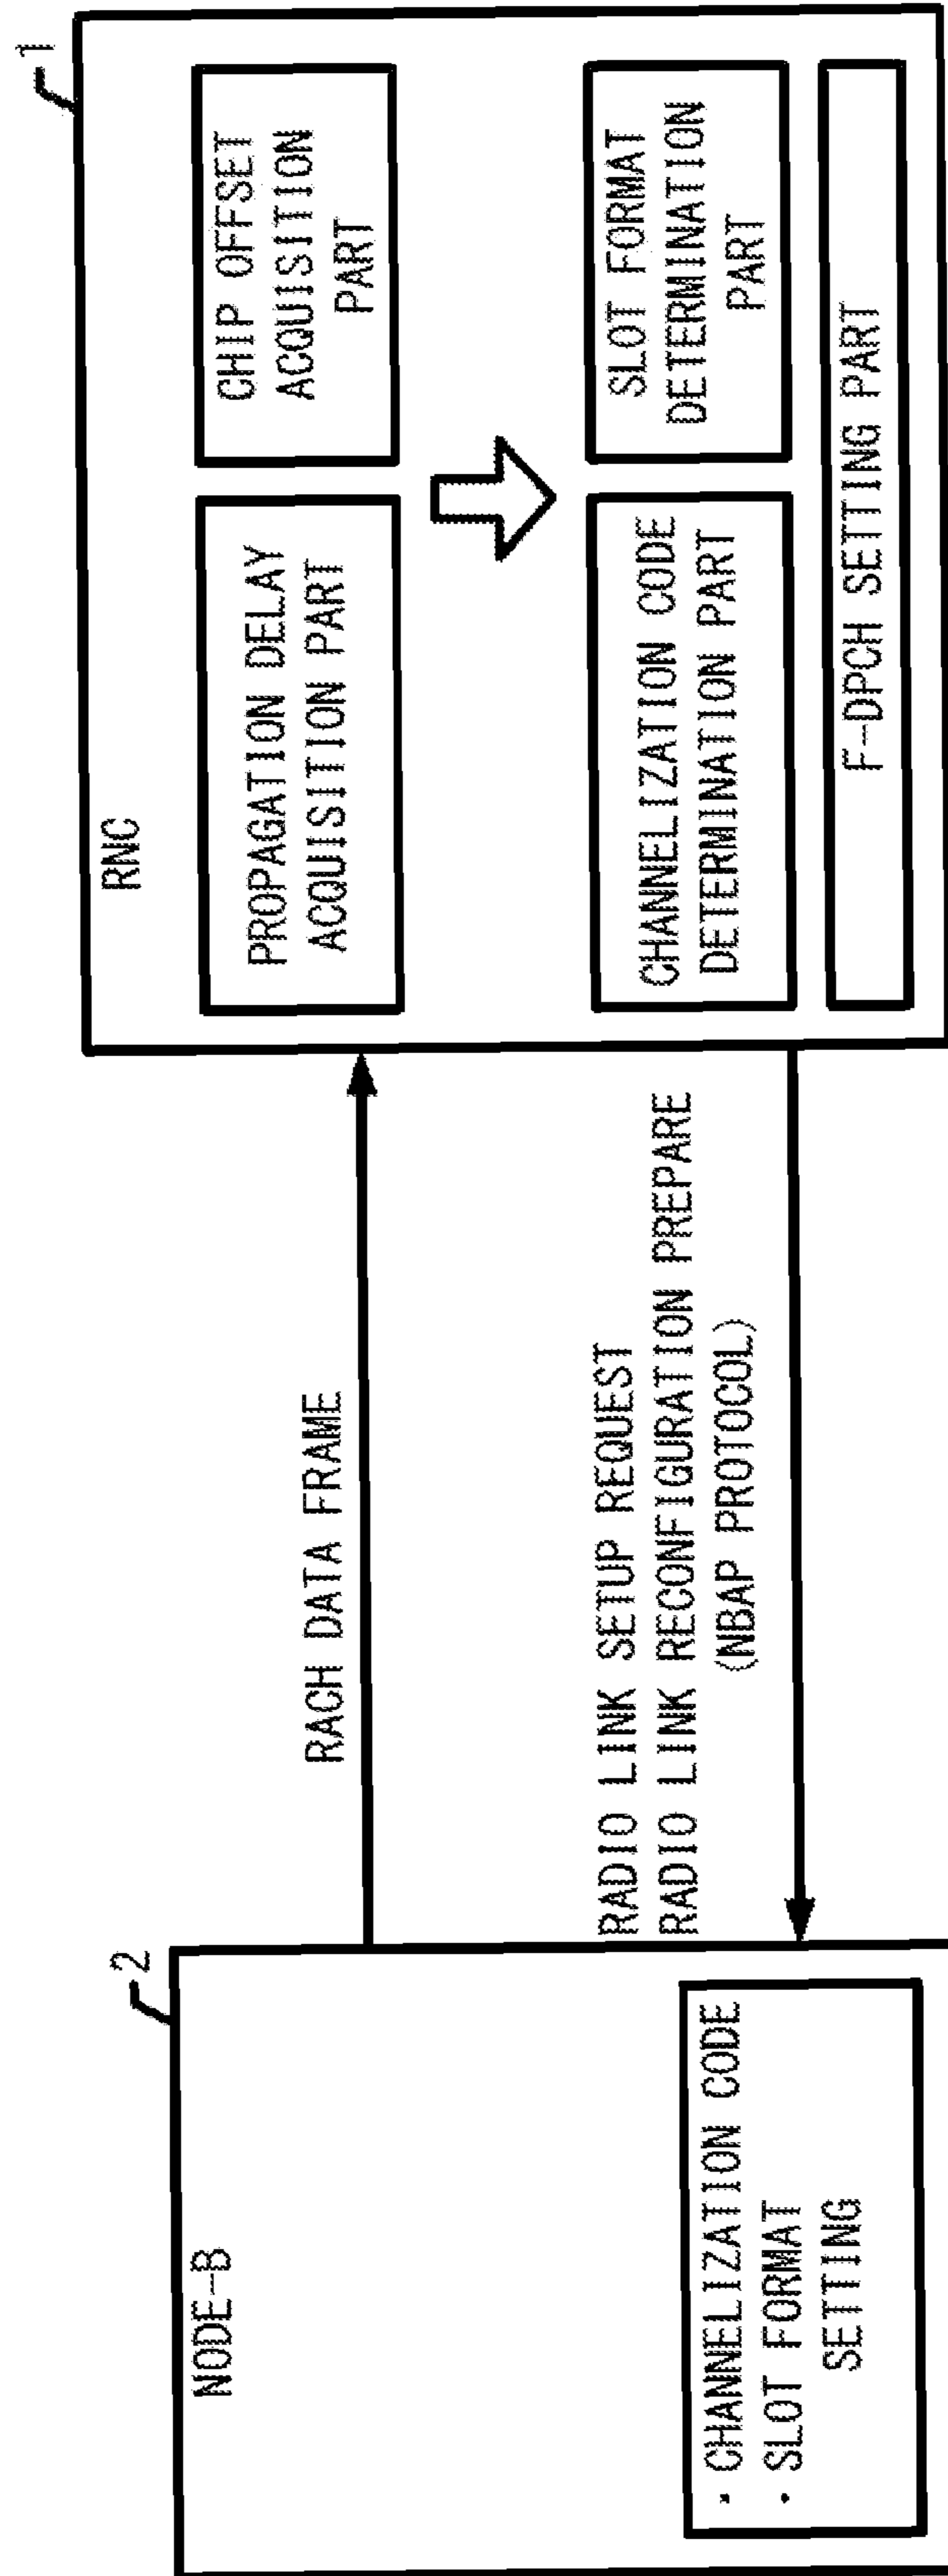 2
NODE-B
· CHANNELIZATION CODE
· SLOT FORMAT
SETTING
RACH DATA FRAME
RADIO LINK SETUP REQUEST
RADIO LINK RECONFIGURATION PREPARE
(NBAP PROTOCOL)
1
RNC
PROPAGATION DELAY
ACQUISITION PART
CHIP OFFSET
ACQUISITION
PART
CHANNELIZATION CODE
DETERMINATION PART
SLOT FORMAT
DETERMINATION
PART
F-DPCH SETTING PART